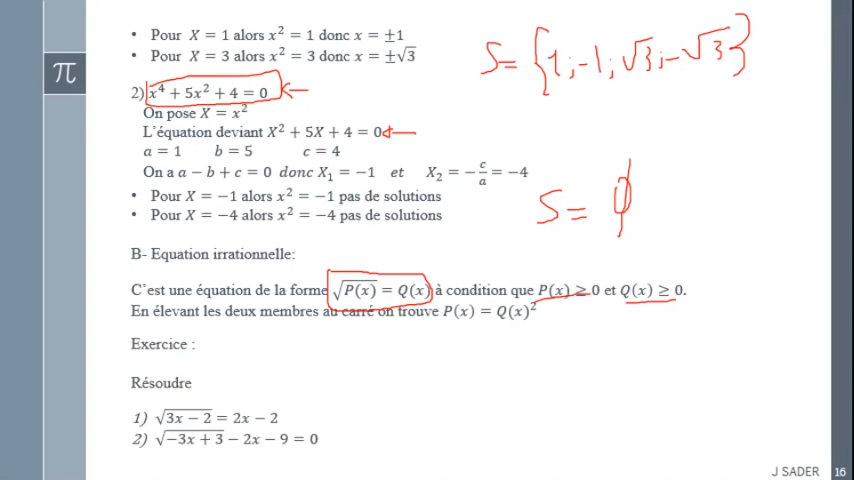 • Pour X = 1 alors x² = 1 donc x = ±1
• Pour X = 3 alors x² = 3 donc x = ±√3
S = {1 ; -1 ; √3 ; -√3}
π
2) x⁴ + 5x² + 4 = 0
On pose X = x²
L'équation deviant X² + 5X + 4 = 0
a = 1 b = 5 c = 4
On a a − b + c = 0 donc X₁ = −1 et X₂ = −c/a = −4
• Pour X = −1 alors x² = −1 pas de solutions
• Pour X = −4 alors x² = −4 pas de solutions
S = ∅
B- Equation irrationnelle:
C'est une équation de la forme √P(x) = Q(x) à condition que P(x) ≥ 0 et Q(x) ≥ 0.
En élevant les deux membres au carré on trouve P(x) = Q(x)²
Exercice :
Résoudre
1) √(3x − 2) = 2x − 2
2) √(−3x + 3) − 2x − 9 = 0
J SADER 16